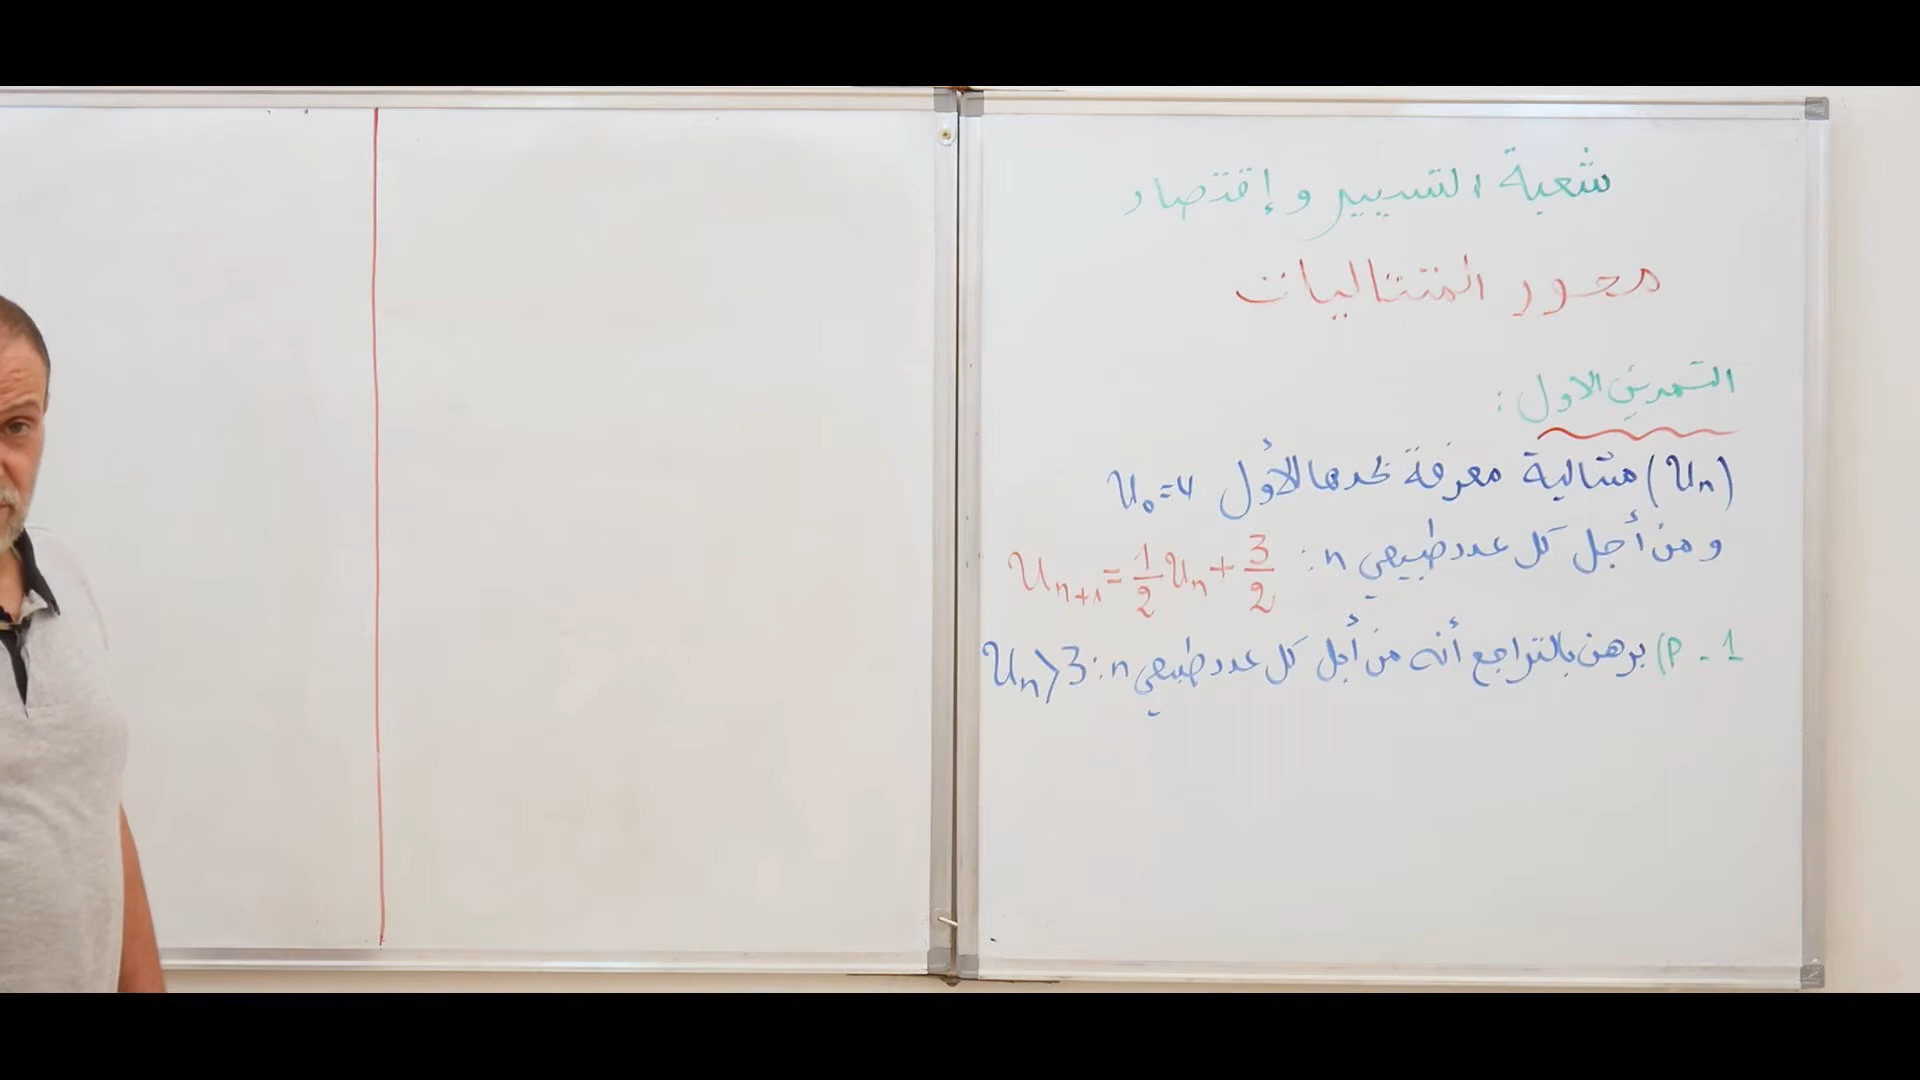 شعبة التسيير و إقتصاد
محور المتتاليات
التمرين الاول :
(Un) متتالية معرفة بحدها الأول U₀=4
و من أجل كل عدد طبيعي n : Uₙ₊₁ = 1/2 Uₙ + 3/2
1 - P) برهن بالتراجع أنه من أجل كل عدد طبيعي n : Uₙ > 3